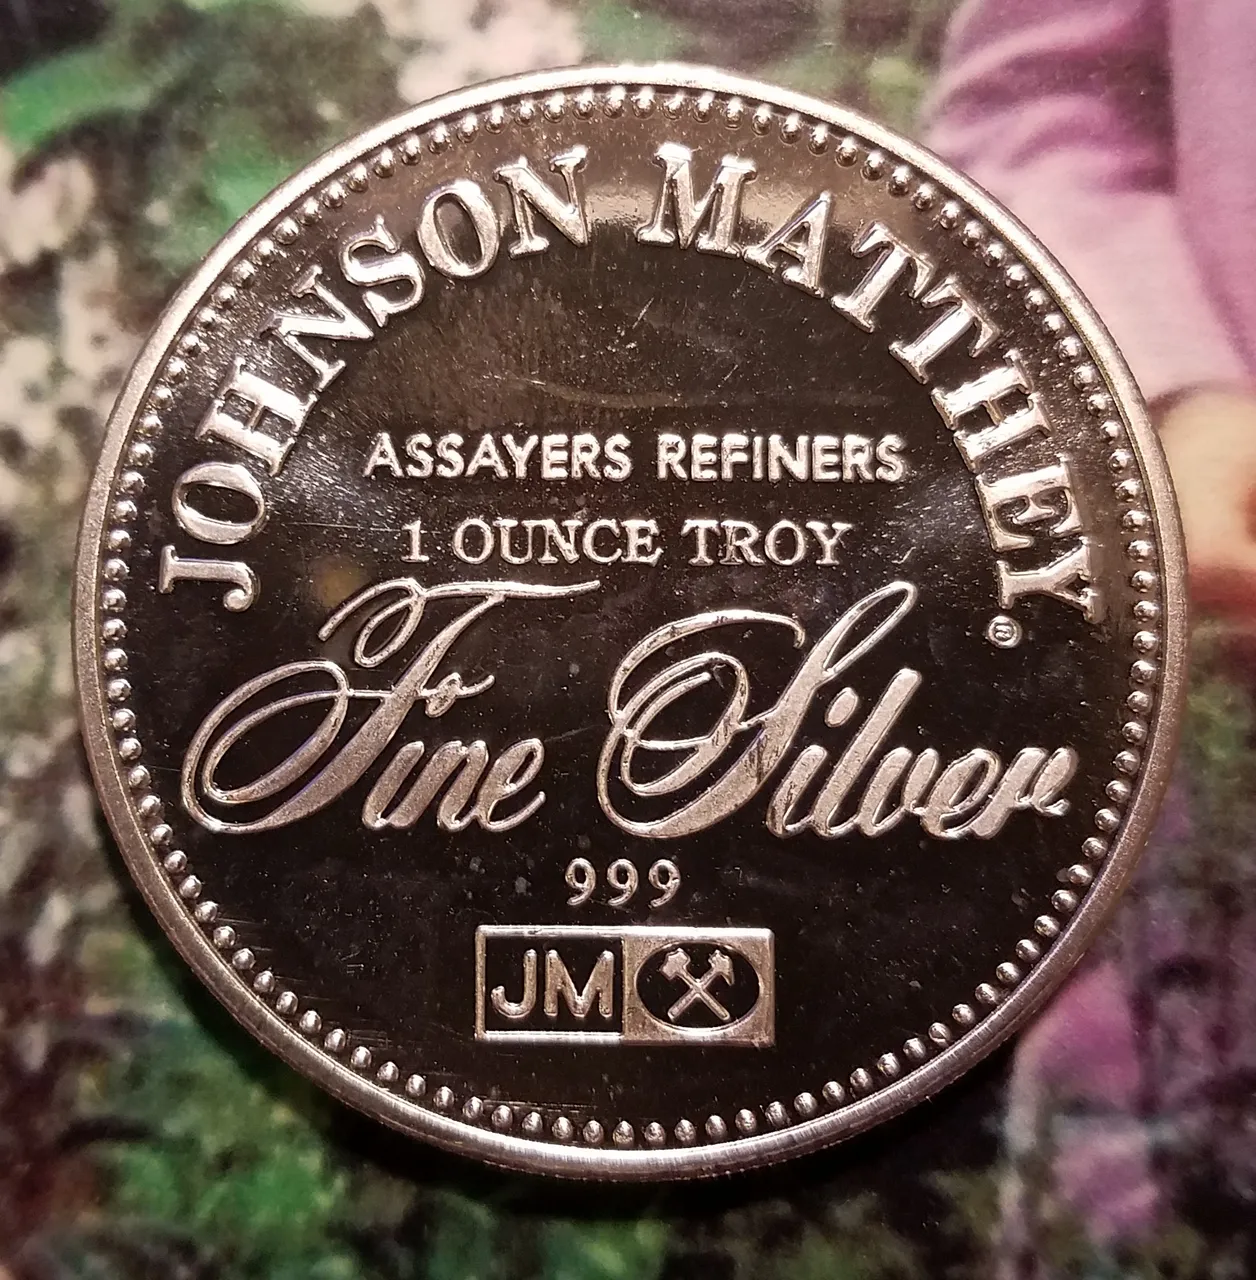 JOHNSON MATTHEY®
ASSAYERS REFINERS
1 OUNCE TROY
Fine Silver
999
JM